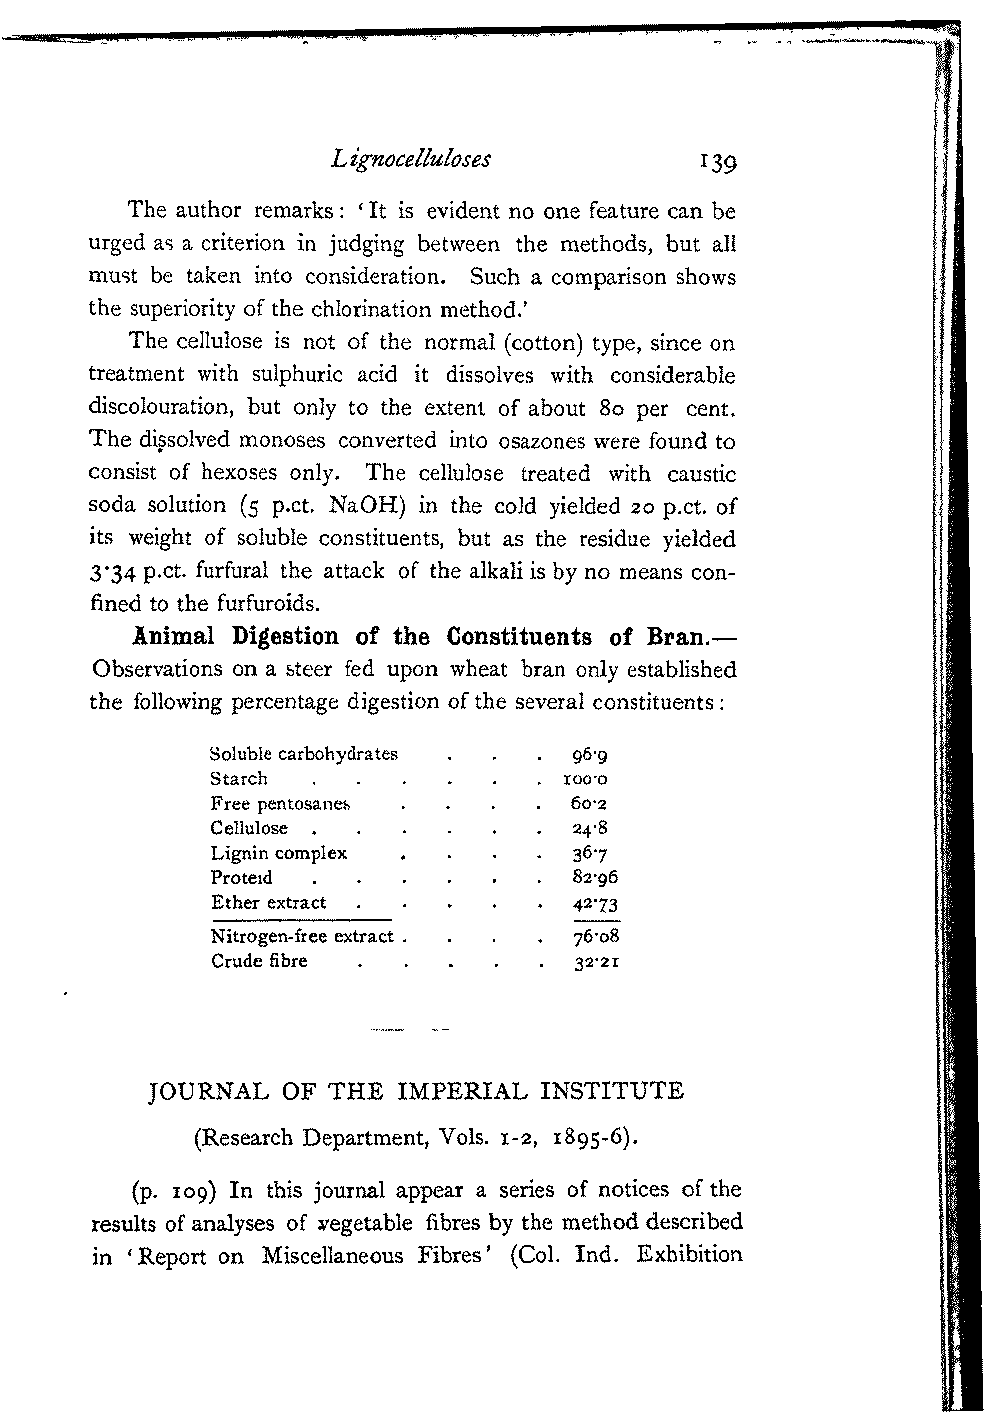 Lignocelluloses 139
The author remarks: ‘It is evident no one feature can be
urged as a criterion in judging between the methods, but all
must be taken into consideration. Such a comparison shows
the superiority of the chlorination method.’
The cellulose is not of the normal (cotton) type, since on
treatment with sulphuric acid it dissolves with considerable
discolouration, but only to the extent of about 80 per cent.
The dissolved monoses converted into osazones were found to
consist of hexoses only. The cellulose treated with caustic
soda solution (5 p.ct. NaOH) in the cold yielded 20 p.ct. of
its weight of soluble constituents, but as the residue yielded
3·34 p.ct. furfural the attack of the alkali is by no means con-
fined to the furfuroids.
Animal Digestion of the Constituents of Bran.—
Observations on a steer fed upon wheat bran only established
the following percentage digestion of the several constituents:
Soluble carbohydrates . . . 96·9
Starch . . . . . . 100·0
Free pentosanes . . . . 60·2
Cellulose . . . . . . 24·8
Lignin complex . . . . 36·7
Proteid . . . . . . 82·96
Ether extract . . . . . 42·73
Nitrogen-free extract . . . . 76·08
Crude fibre . . . . . 32·21
JOURNAL OF THE IMPERIAL INSTITUTE
(Research Department, Vols. 1-2, 1895-6).
(p. 109) In this journal appear a series of notices of the
results of analyses of vegetable fibres by the method described
in ‘Report on Miscellaneous Fibres’ (Col. Ind. Exhibition